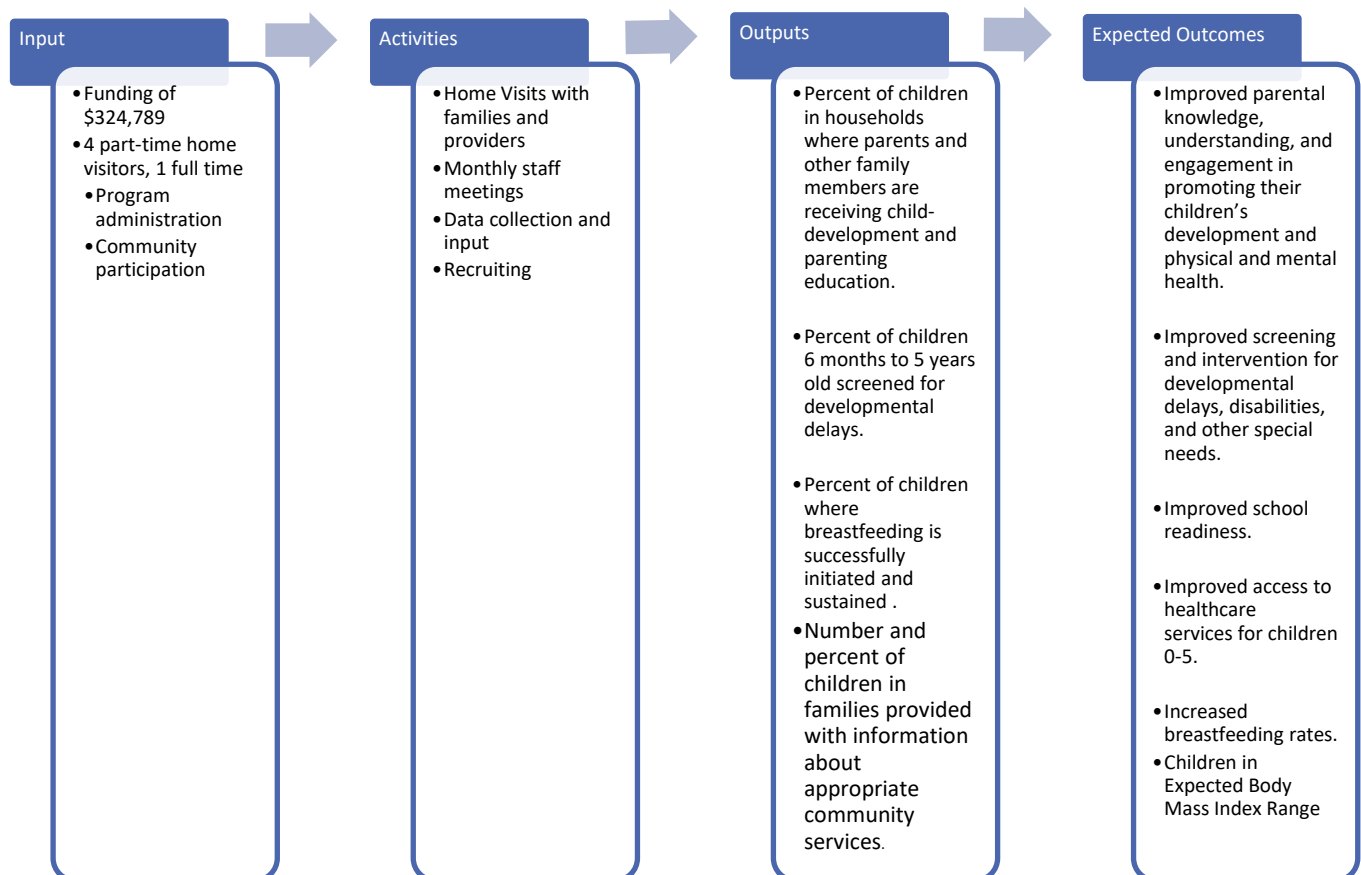 Input
•Funding of
$324,789
•4 part-time home
visitors, 1 full time
•Program
administration
•Community
participation
Activities
•Home Visits with
families and
providers
•Monthly staff
meetings
•Data collection and
input
•Recruiting
Outputs
•Percent of children
in households
where parents and
other family
members are
receiving child-
development and
parenting
education.
•Percent of children
6 months to 5 years
old screened for
developmental
delays.
•Percent of children
where
breastfeeding is
successfully
initiated and
sustained .
•Number and
percent of
children in
families provided
with information
about
appropriate
community
services.
Expected Outcomes
•Improved parental
knowledge,
understanding, and
engagement in
promoting their
children’s
development and
physical and mental
health.
•Improved screening
and intervention for
developmental
delays, disabilities,
and other special
needs.
•Improved school
readiness.
•Improved access to
healthcare
services for children
0-5.
•Increased
breastfeeding rates.
•Children in
Expected Body
Mass Index Range